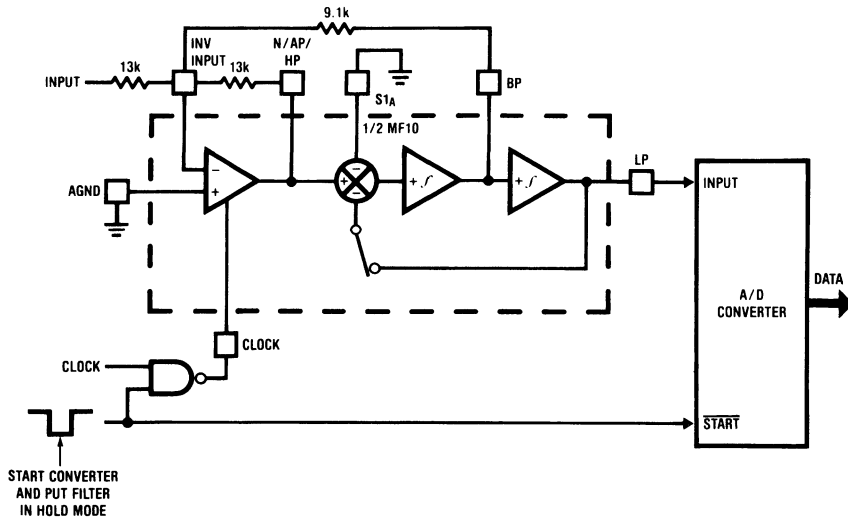 9.1k
INV
INPUT
N/AP/
HP
INPUT
13k
13k
S1A
BP
1/2 MF10
LP
AGND
−
+
+
−
−
+ ∫
+ ∫
INPUT
A/D
CONVERTER
DATA
CLOCK
CLOCK
START
START CONVERTER
AND PUT FILTER
IN HOLD MODE